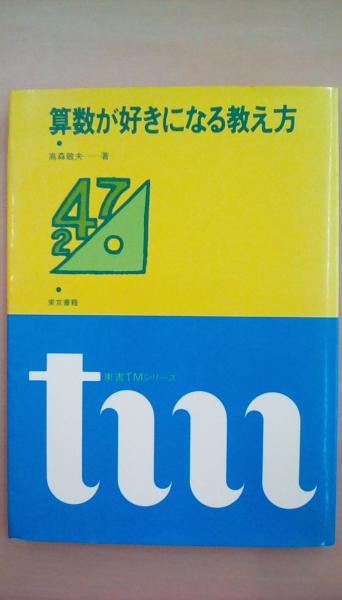 算数が好きになる教え方
高森敏夫——著
247
東京書籍
東書TMシリーズ
tm